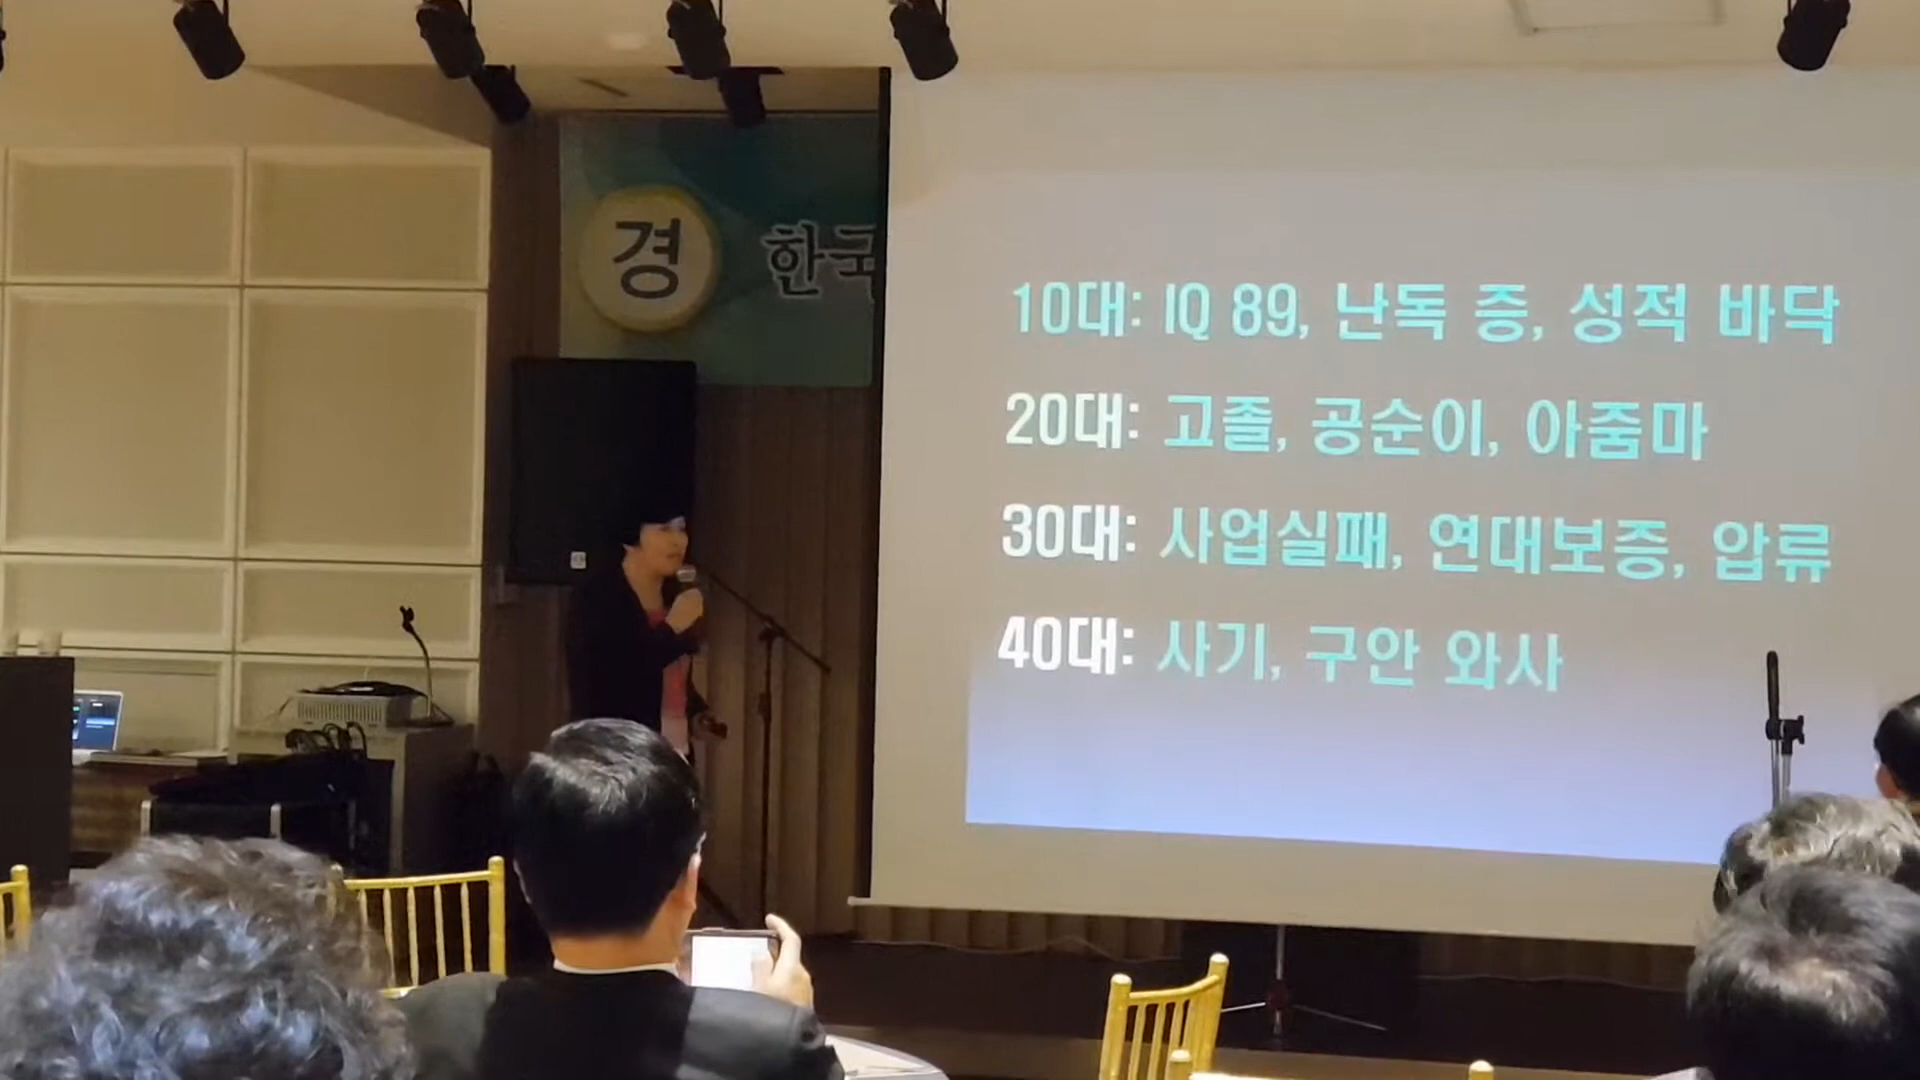 경 한국
10대: IQ 89, 난독 증, 성적 바닥
20대: 고졸, 공순이, 아줌마
30대: 사업실패, 연대보증, 압류
40대: 사기, 구안 와사